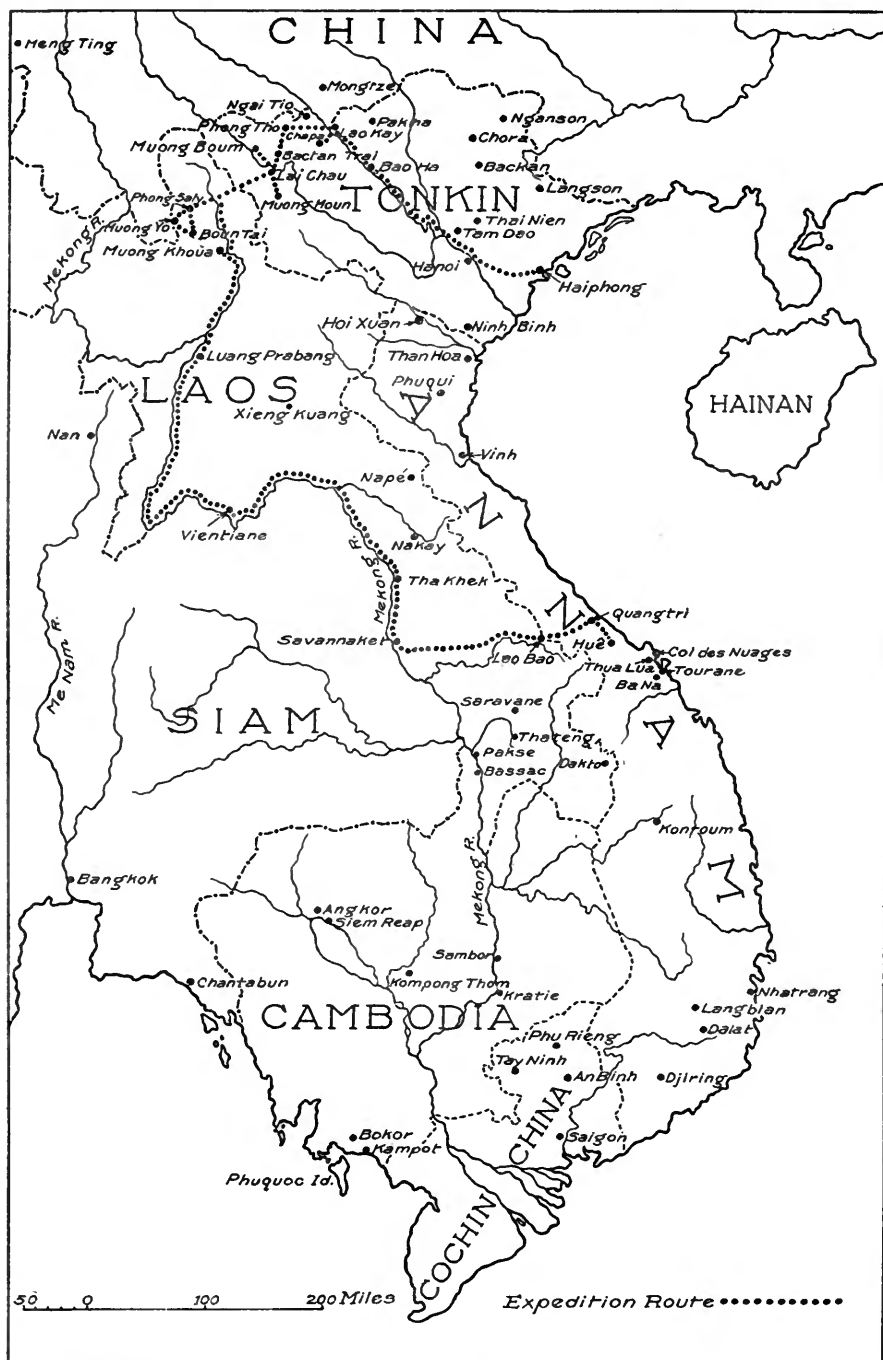 CHINA
Meng Ting
Mongtze
Ngai Tio
Phong Tho
Pakha
Nganson
Chapa
Lao Kay
Chora
Muong Boum
Bactan Trai
Bao Ha
Backan
Lai Chau
TONKIN
Langson
Phong Saly
Muong Moun
Muong Yo
Boun Tai
Thai Nien
Tam Dao
Mekong R.
Muong Khoua
Hanoi
Haiphong
Hoi Xuan
Ninh Binh
Luang Prabang
Than Hoa
LAOS
Phuqui
HAINAN
Xieng Kuang
ANNAM
Nan
Vinh
Napé
Vientiane
Nakay
Mekong R.
Tha Khek
Me Nam R.
Quangtri
Savannaket
Lao Bao
Hué
Col des Nuages
Thua Lua
Tourane
Ba Na
Saravane
SIAM
Thateng
Pakse
Dakto
Bassac
Kontoum
Mekong R.
Bangkok
Angkor
Siem Reap
Sambor
Chantabun
Kompong Thom
Kratie
Nhatrang
Langbian
CAMBODIA
Dalat
Phu Rieng
Tay Ninh
An Binh
Djiring
COCHIN CHINA
Bokor
Saigon
Kampot
Phuquoc Id.
50 0 100 200 Miles
Expedition Route